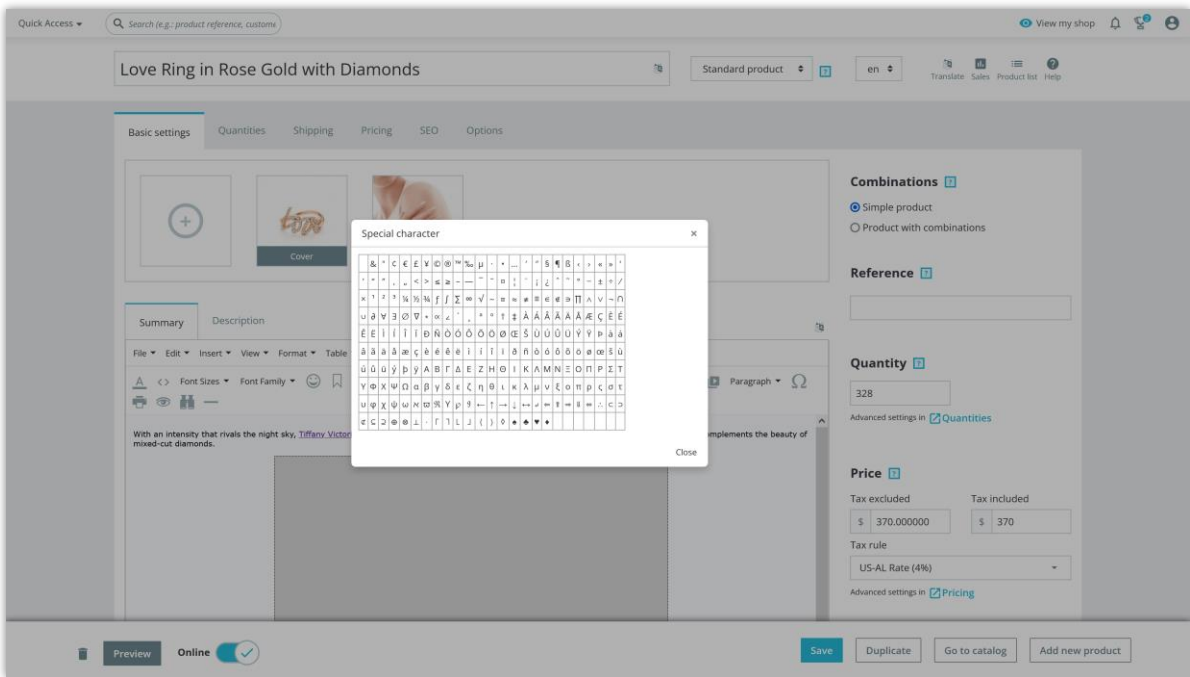 Quick Access
Search (e.g.: product reference, custome
View my shop
Love Ring in Rose Gold with Diamonds
Standard product
en
Translate Sales Product list Help
Basic settings Quantities Shipping Pricing SEO Options
Cover
Combinations
Simple product
Product with combinations
Reference
Special character ×
Close
Summary Description
File Edit Insert View Format Table
Font Sizes Font Family
Paragraph
With an intensity that rivals the night sky, Tiffany Victor
mplements the beauty of
mixed-cut diamonds.
Quantity
328
Advanced settings in Quantities
Price
Tax excluded Tax included
$ 370.000000 $ 370
Tax rule
US-AL Rate (4%)
Advanced settings in Pricing
Preview Online Save Duplicate Go to catalog Add new product